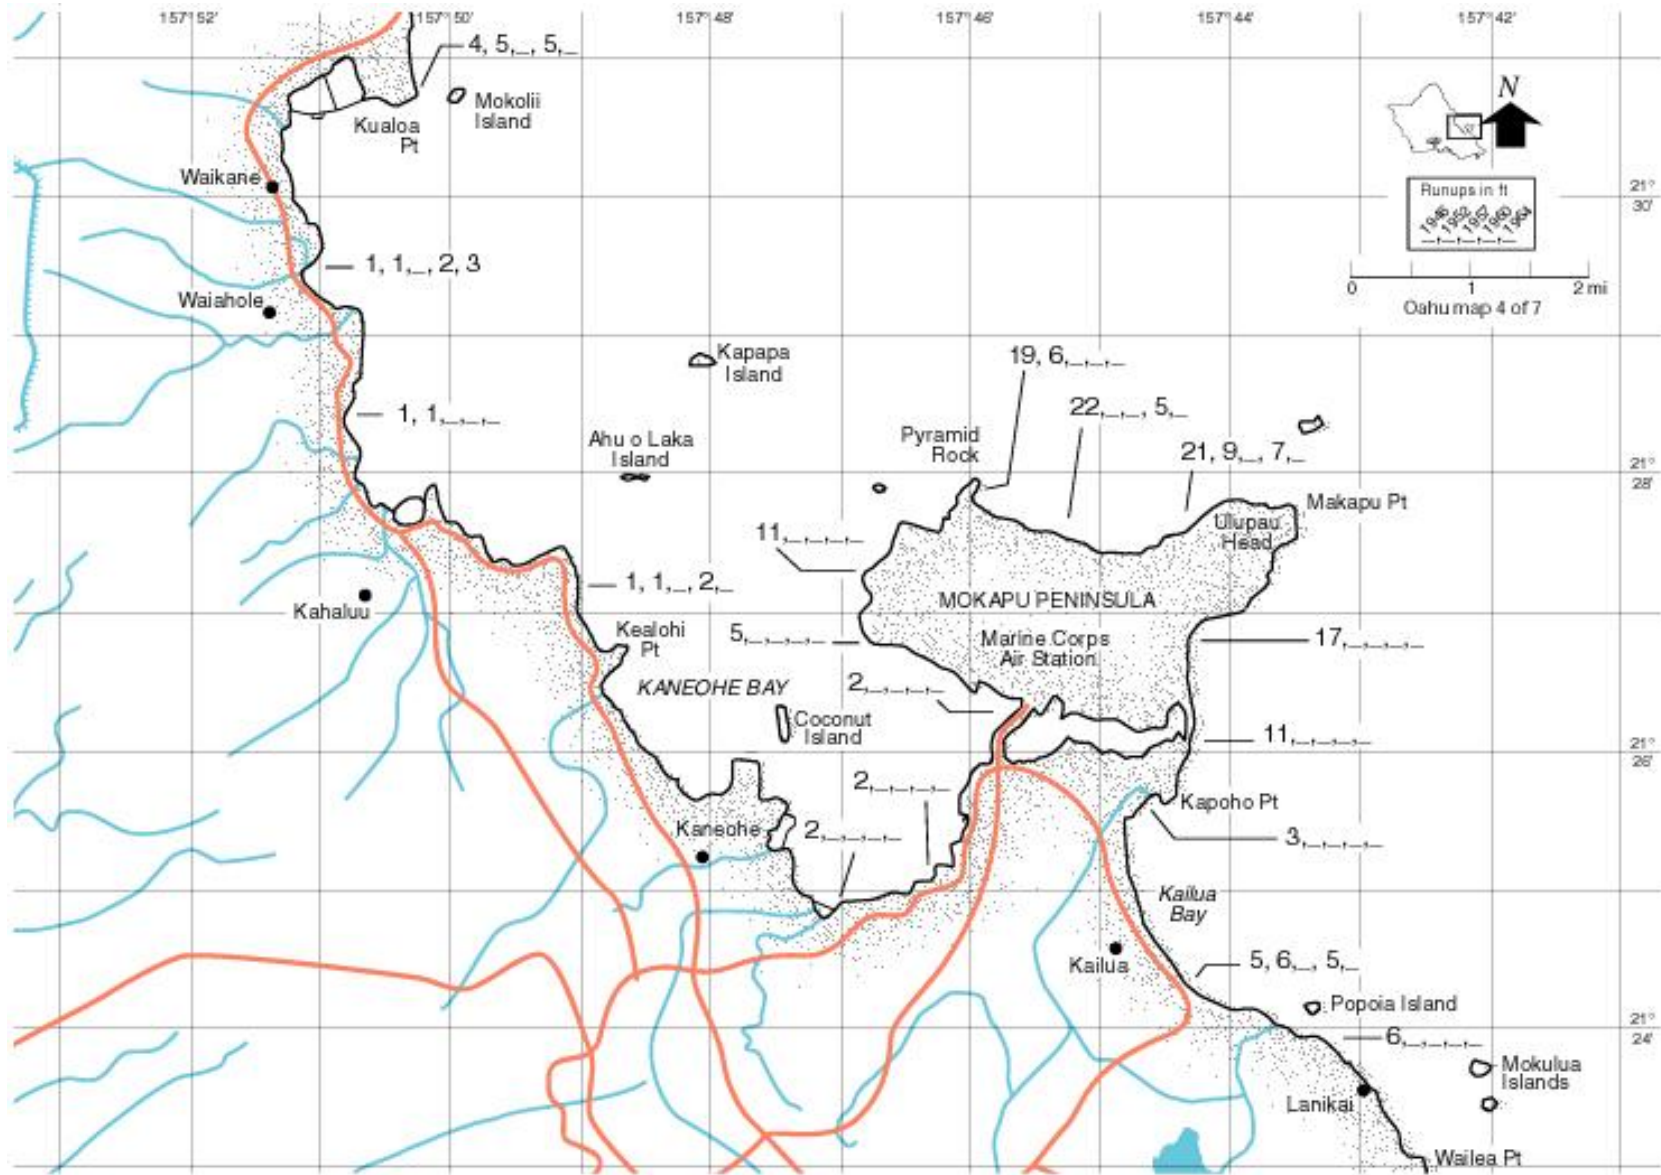 157° 52'
157° 50'
157° 48'
157° 46'
157° 44'
157° 42'
4, 5,_, 5,_
Mokolii
Island
Kualoa
Pt
N
Waikane
Runups in ft
1946 1952 1957 1960 1964
_,_,_,_,_
21°
30'
1, 1,_, 2, 3
0 1 2 mi
Oahu map 4 of 7
Waiahole
Kapapa
Island
19, 6,_,_,_
1, 1,_,_,_
22,_,_, 5,_
Ahu o Laka
Island
Pyramid
Rock
21, 9,_, 7,_
21°
28'
Makapu Pt
Ulupau
Head
11,_,_,_,_
1, 1,_, 2,_
MOKAPU PENINSULA
Kahaluu
Kealohi
Pt
5,_,_,_,_
Marine Corps
Air Station
17,_,_,_,_
KANEOHE BAY
2,_,_,_,_
Coconut
Island
11,_,_,_,_
21°
26'
2,_,_,_,_
Kapoho Pt
Kaneohe
2,_,_,_,_
3,_,_,_,_
Kailua
Bay
Kailua
5, 6,_, 5,_
Popoia Island
21°
24'
6,_,_,_,_
Mokulua
Islands
Lanikai
Wailea Pt